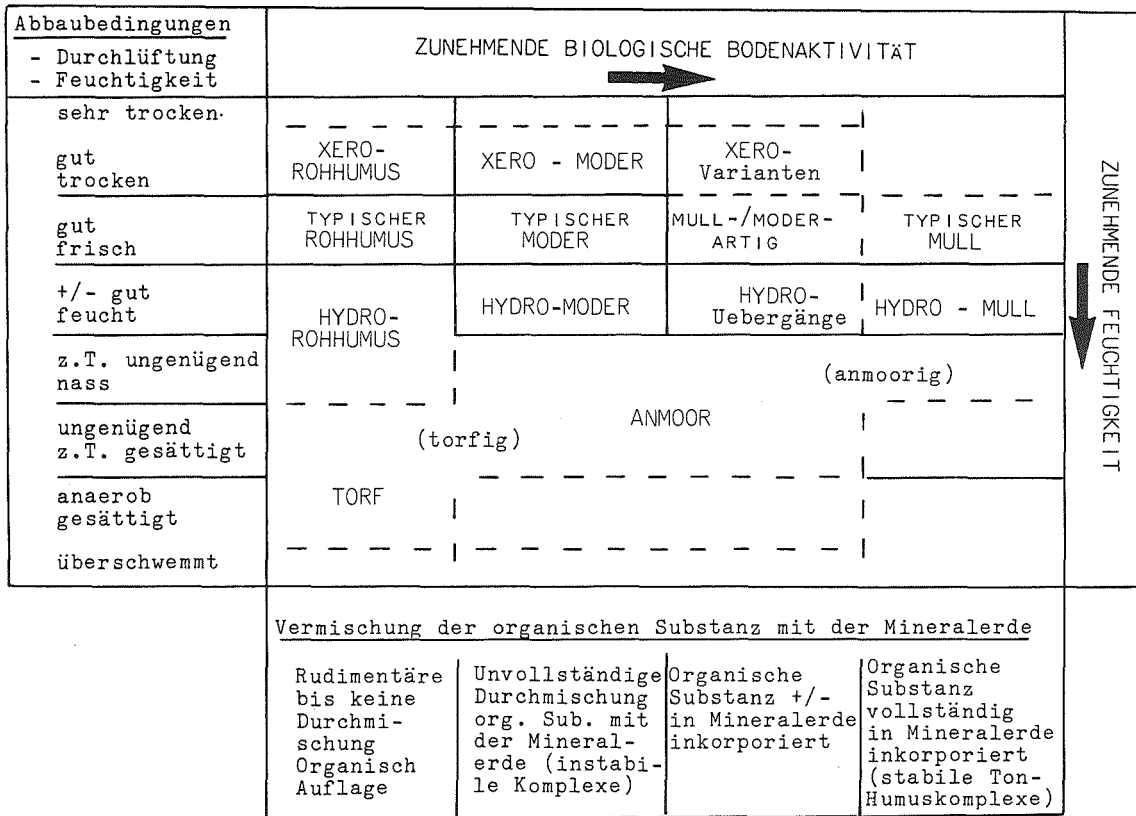 Abbaubedingungen
- Durchlüftung
- Feuchtigkeit
ZUNEHMENDE BIOLOGISCHE BODENAKTIVITÄT
sehr trocken
gut
trocken
XERO-
ROHHUMUS
XERO - MODER
XERO-
Varianten
gut
frisch
TYPISCHER
ROHHUMUS
TYPISCHER
MODER
MULL-/MODER-
ARTIG
TYPISCHER
MULL
+/- gut
feucht
HYDRO-
ROHHUMUS
HYDRO-MODER
HYDRO-
Uebergänge
HYDRO - MULL
z.T. ungenügend
nass
(anmoorig)
ungenügend
z.T. gesättigt
(torfig)
ANMOOR
anaerob
gesättigt
TORF
überschwemmt
ZUNEHMENDE FEUCHTIGKEIT
Vermischung der organischen Substanz mit der Mineralerde
Rudimentäre
bis keine
Durchmi-
schung
Organisch
Auflage
Unvollständige
Durchmischung
org. Sub. mit
der Mineral-
erde (instabi-
le Komplexe)
Organische
Substanz +/-
in Mineralerde
inkorporiert
Organische
Substanz
vollständig
in Mineralerde
inkorporiert
(stabile Ton-
Humuskomplexe)